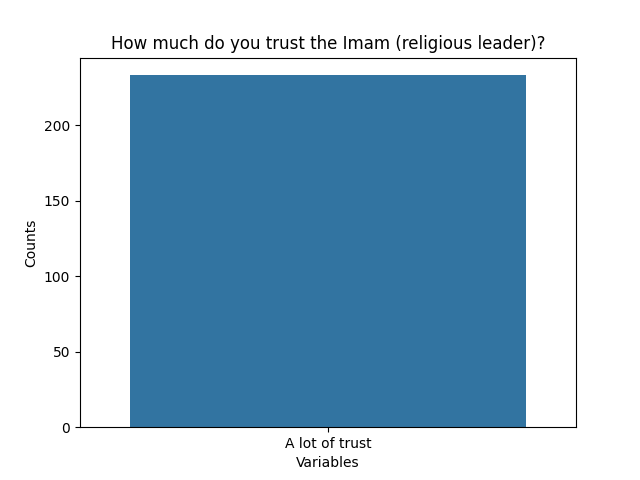 How much do you trust the Imam (religious leader)?
200
150
100
50
0
Counts
A lot of trust
Variables